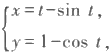 x=t-sin t,
y=1-cos t.